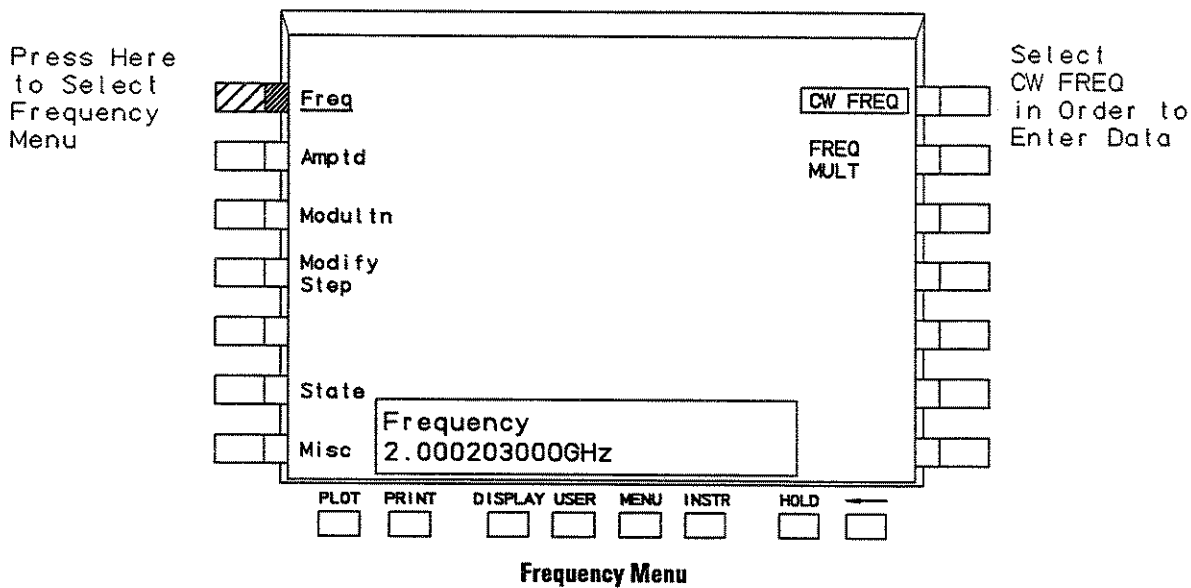 Press Here
to Select
Frequency
Menu
Freq
Amptd
Modultn
Modify
Step
State
Misc
CW FREQ
FREQ
MULT
Select
CW FREQ
in Order to
Enter Data
Frequency
2.000203000GHz
PLOT PRINT DISPLAY USER MENU INSTR HOLD
Frequency Menu